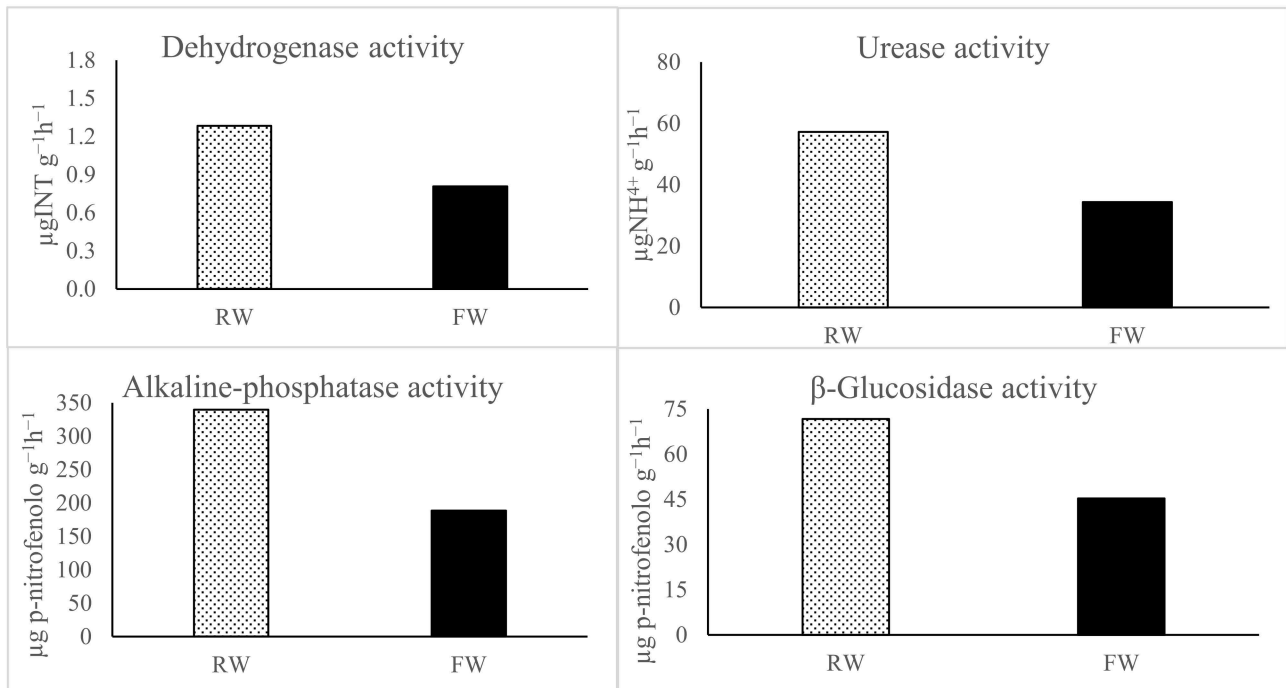 Dehydrogenase activity
1.8
1.5
1.2
0.9
0.6
0.3
0.0
µgINT g⁻¹h⁻¹
RW FW
Urease activity
80
60
40
20
0
µgNH⁴⁺ g⁻¹h⁻¹
RW FW
Alkaline-phosphatase activity
350
300
250
200
150
100
50
0
µg p-nitrofenolo g⁻¹h⁻¹
RW FW
β-Glucosidase activity
75
60
45
30
15
0
µg p-nitrofenolo g⁻¹h⁻¹
RW FW